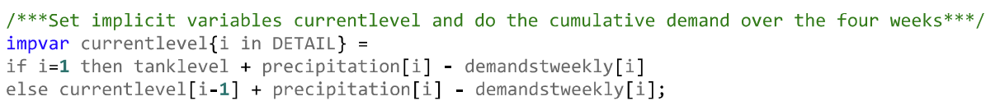 /***Set implicit variables currentlevel and do the cumulative demand over the four weeks***/
impvar currentlevel{i in DETAIL} =
if i=1 then tanklevel + precipitation[i] - demandstweekly[i]
else currentlevel[i-1] + precipitation[i] - demandstweekly[i];